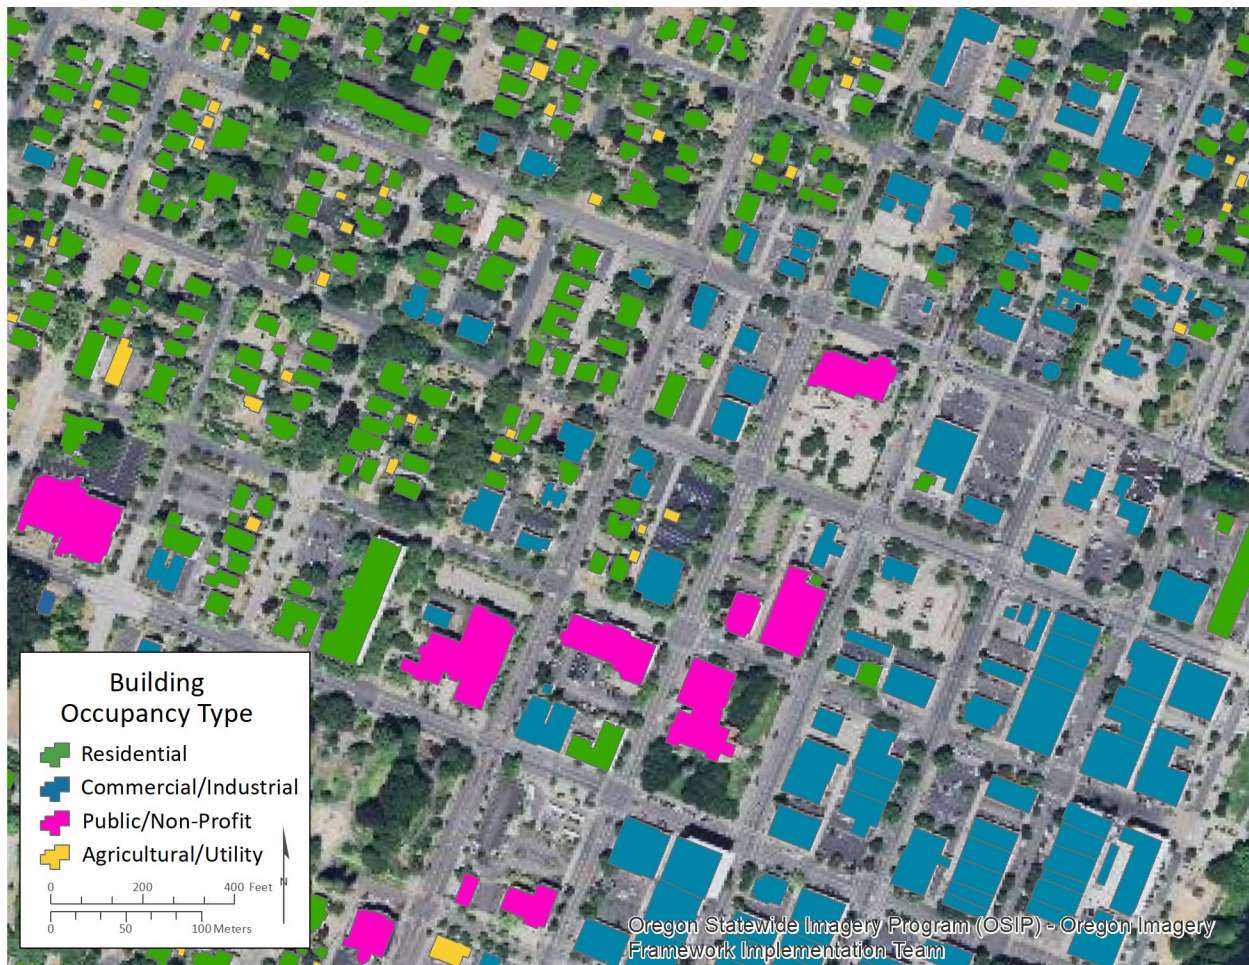 Building
Occupancy Type
Residential
Commercial/Industrial
Public/Non-Profit
Agricultural/Utility
0 200 400 Feet
N
0 50 100 Meters
Oregon Statewide Imagery Program (OSIP) - Oregon Imagery
Framework Implementation Team